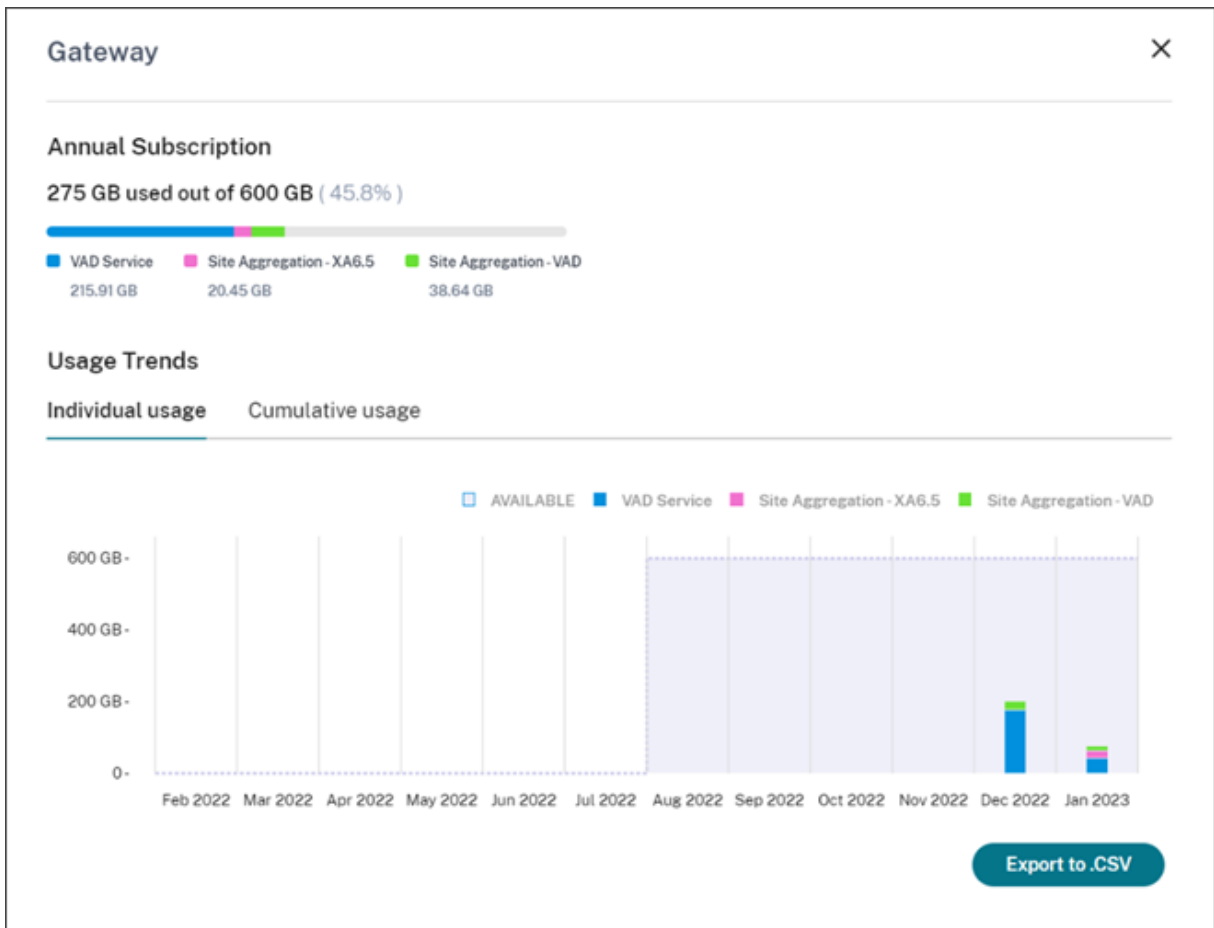 Gateway
Annual Subscription
275 GB used out of 600 GB ( 45.8% )
VAD Service Site Aggregation - XA6.5 Site Aggregation - VAD
215.91 GB 20.45 GB 38.64 GB
Usage Trends
Individual usage Cumulative usage
AVAILABLE VAD Service Site Aggregation - XA6.5 Site Aggregation - VAD
600 GB-
400 GB-
200 GB-
0-
Feb 2022 Mar 2022 Apr 2022 May 2022 Jun 2022 Jul 2022 Aug 2022 Sep 2022 Oct 2022 Nov 2022 Dec 2022 Jan 2023
Export to .CSV